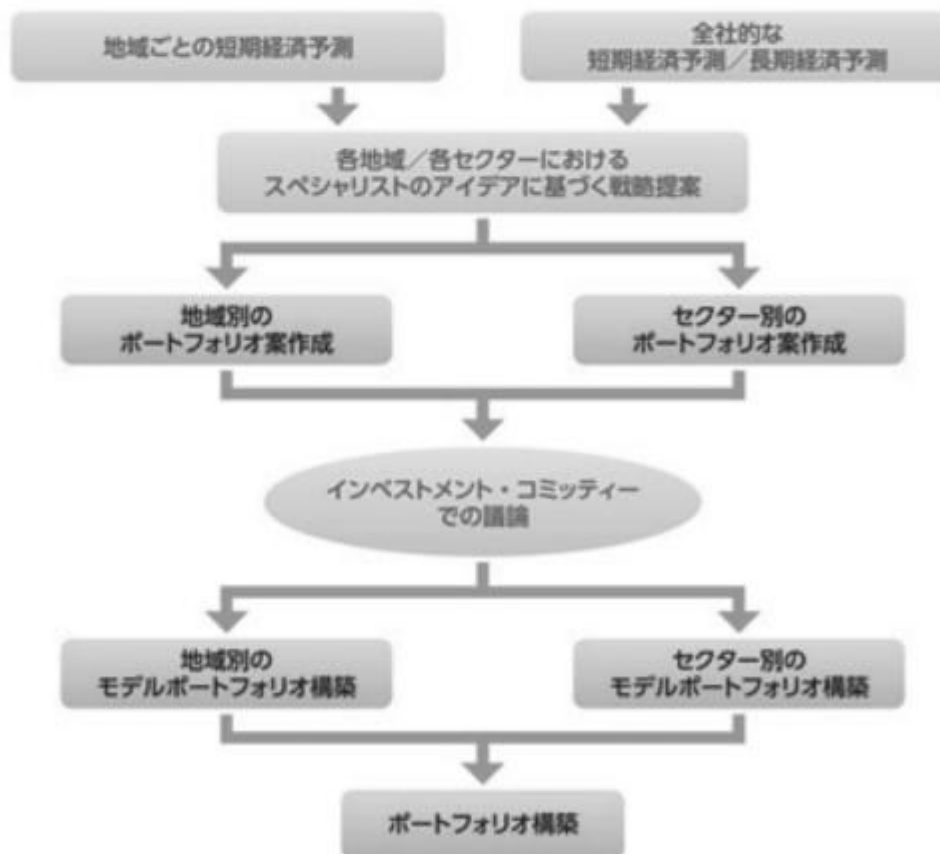 地域ごとの短期経済予測
全社的な
短期経済予測／長期経済予測
各地域／各セクターにおける
スペシャリストのアイデアに基づく戦略提案
地域別の
ポートフォリオ案作成
セクター別の
ポートフォリオ案作成
インベストメント・コミッティー
での議論
地域別の
モデルポートフォリオ構築
セクター別の
モデルポートフォリオ構築
ポートフォリオ構築